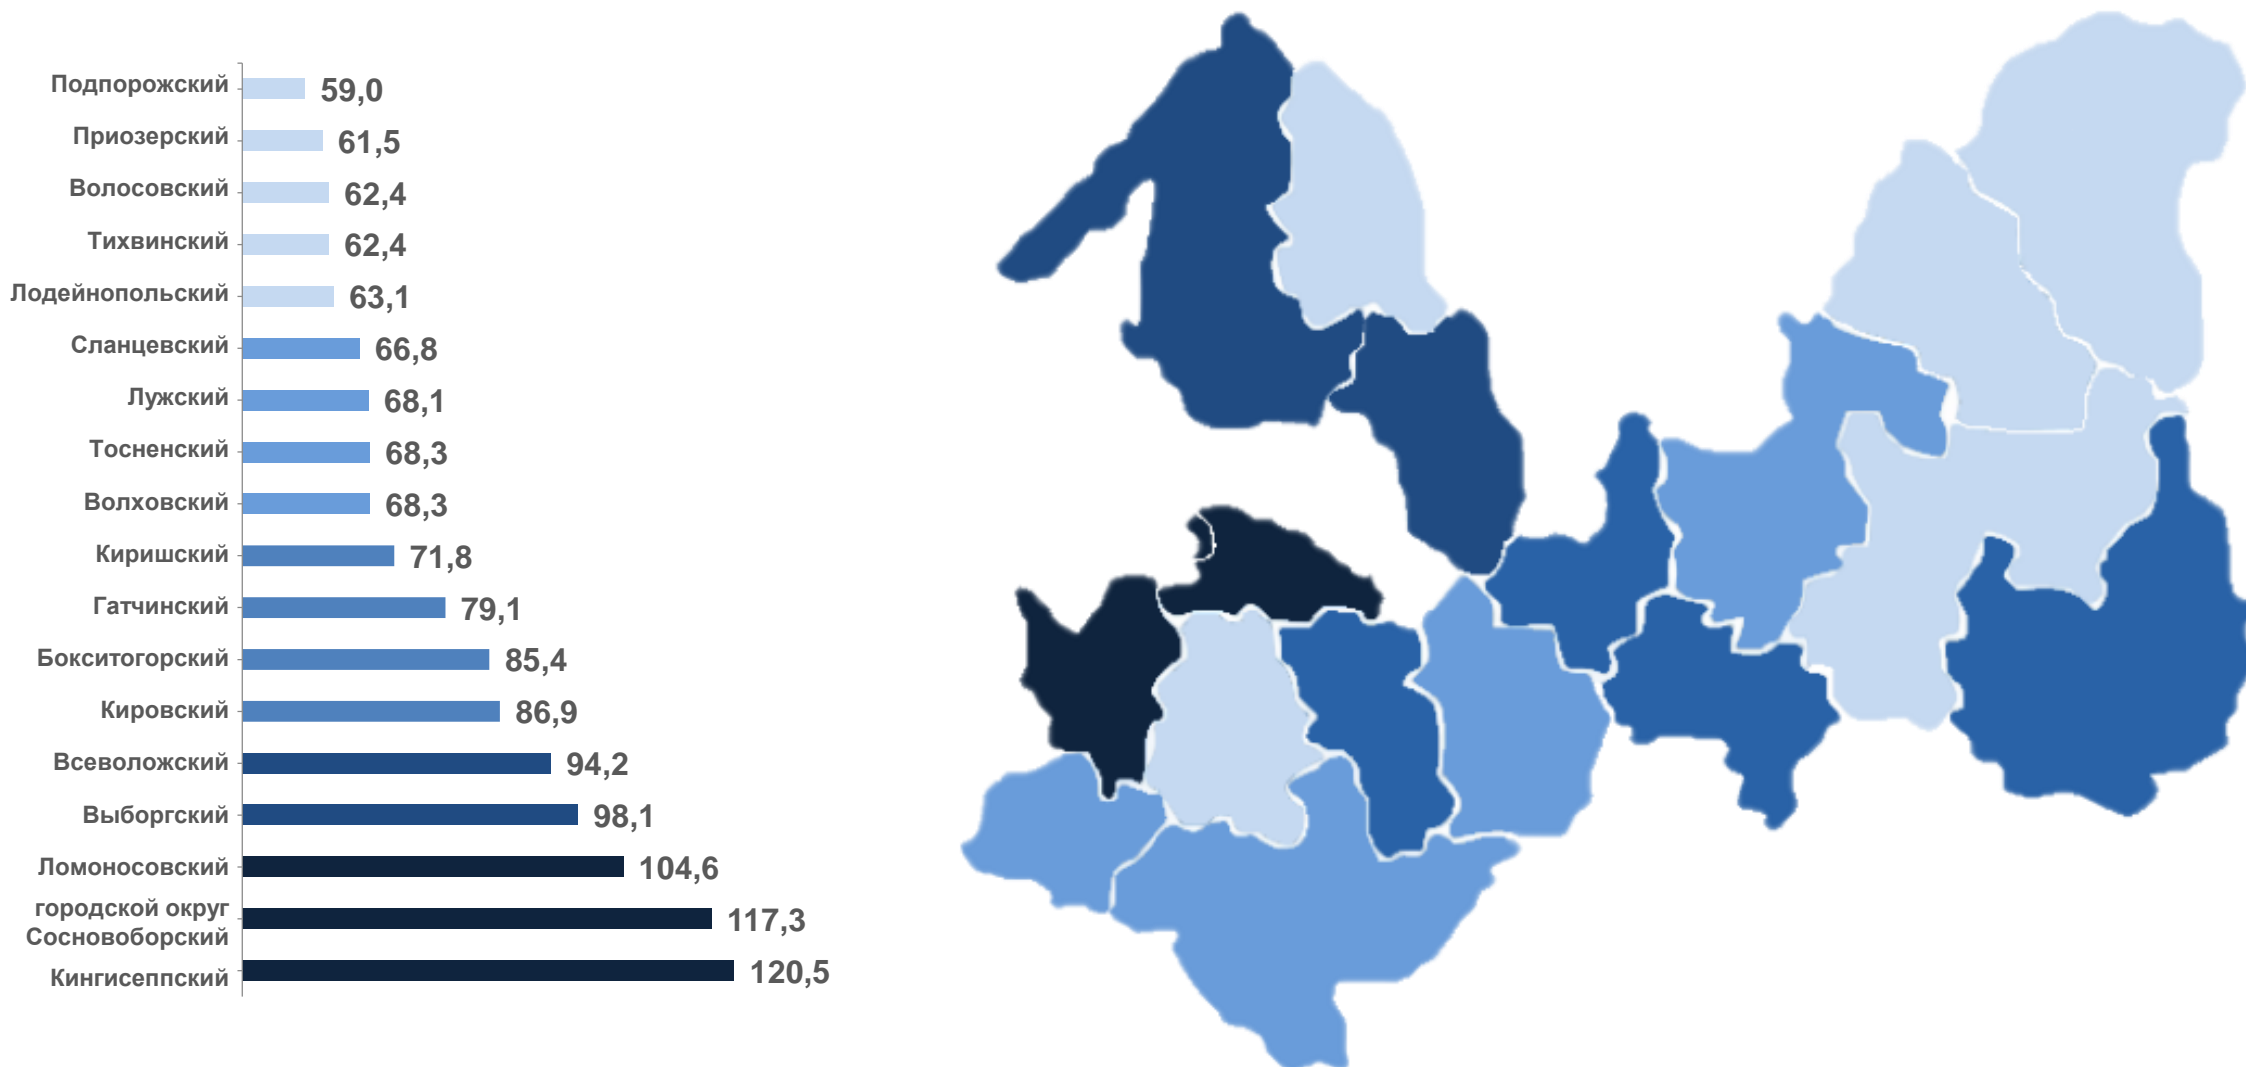 Подпорожский 59,0
Приозерский 61,5
Волосовский 62,4
Тихвинский 62,4
Лодейнопольский 63,1
Сланцевский 66,8
Лужский 68,1
Тосненский 68,3
Волховский 68,3
Киришский 71,8
Гатчинский 79,1
Бокситогорский 85,4
Кировский 86,9
Всеволожский 94,2
Выборгский 98,1
Ломоносовский 104,6
городской округ
Сосновоборский 117,3
Кингисеппский 120,5